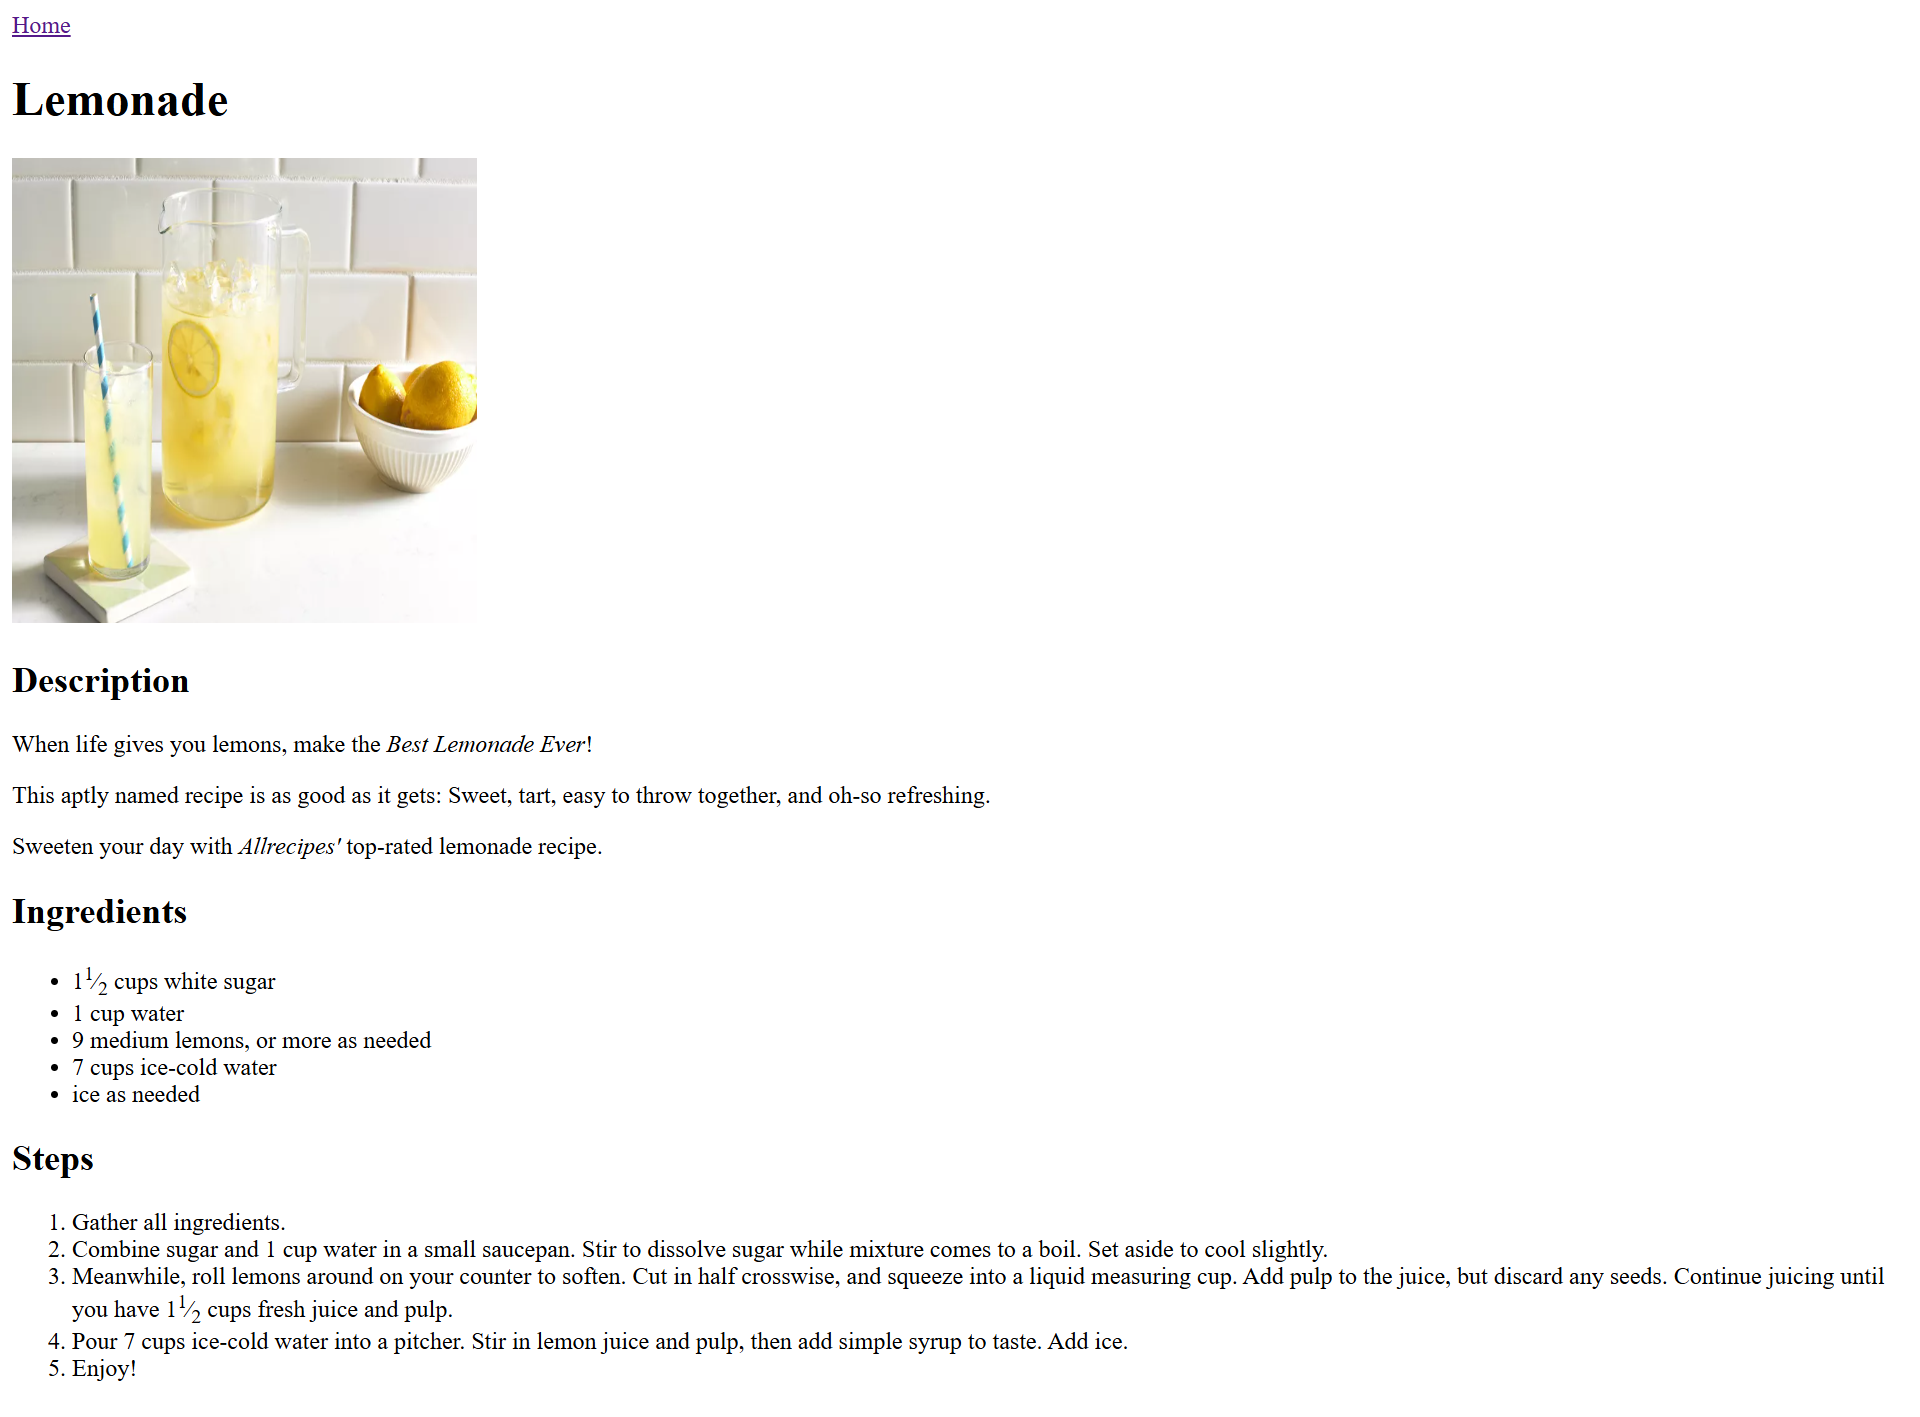 Home
Lemonade
Description
When life gives you lemons, make the Best Lemonade Ever!
This aptly named recipe is as good as it gets: Sweet, tart, easy to throw together, and oh-so refreshing.
Sweeten your day with Allrecipes' top-rated lemonade recipe.
Ingredients
• 1 1⁄2 cups white sugar
• 1 cup water
• 9 medium lemons, or more as needed
• 7 cups ice-cold water
• ice as needed
Steps
1. Gather all ingredients.
2. Combine sugar and 1 cup water in a small saucepan. Stir to dissolve sugar while mixture comes to a boil. Set aside to cool slightly.
3. Meanwhile, roll lemons around on your counter to soften. Cut in half crosswise, and squeeze into a liquid measuring cup. Add pulp to the juice, but discard any seeds. Continue juicing until
you have 1 1⁄2 cups fresh juice and pulp.
4. Pour 7 cups ice-cold water into a pitcher. Stir in lemon juice and pulp, then add simple syrup to taste. Add ice.
5. Enjoy!